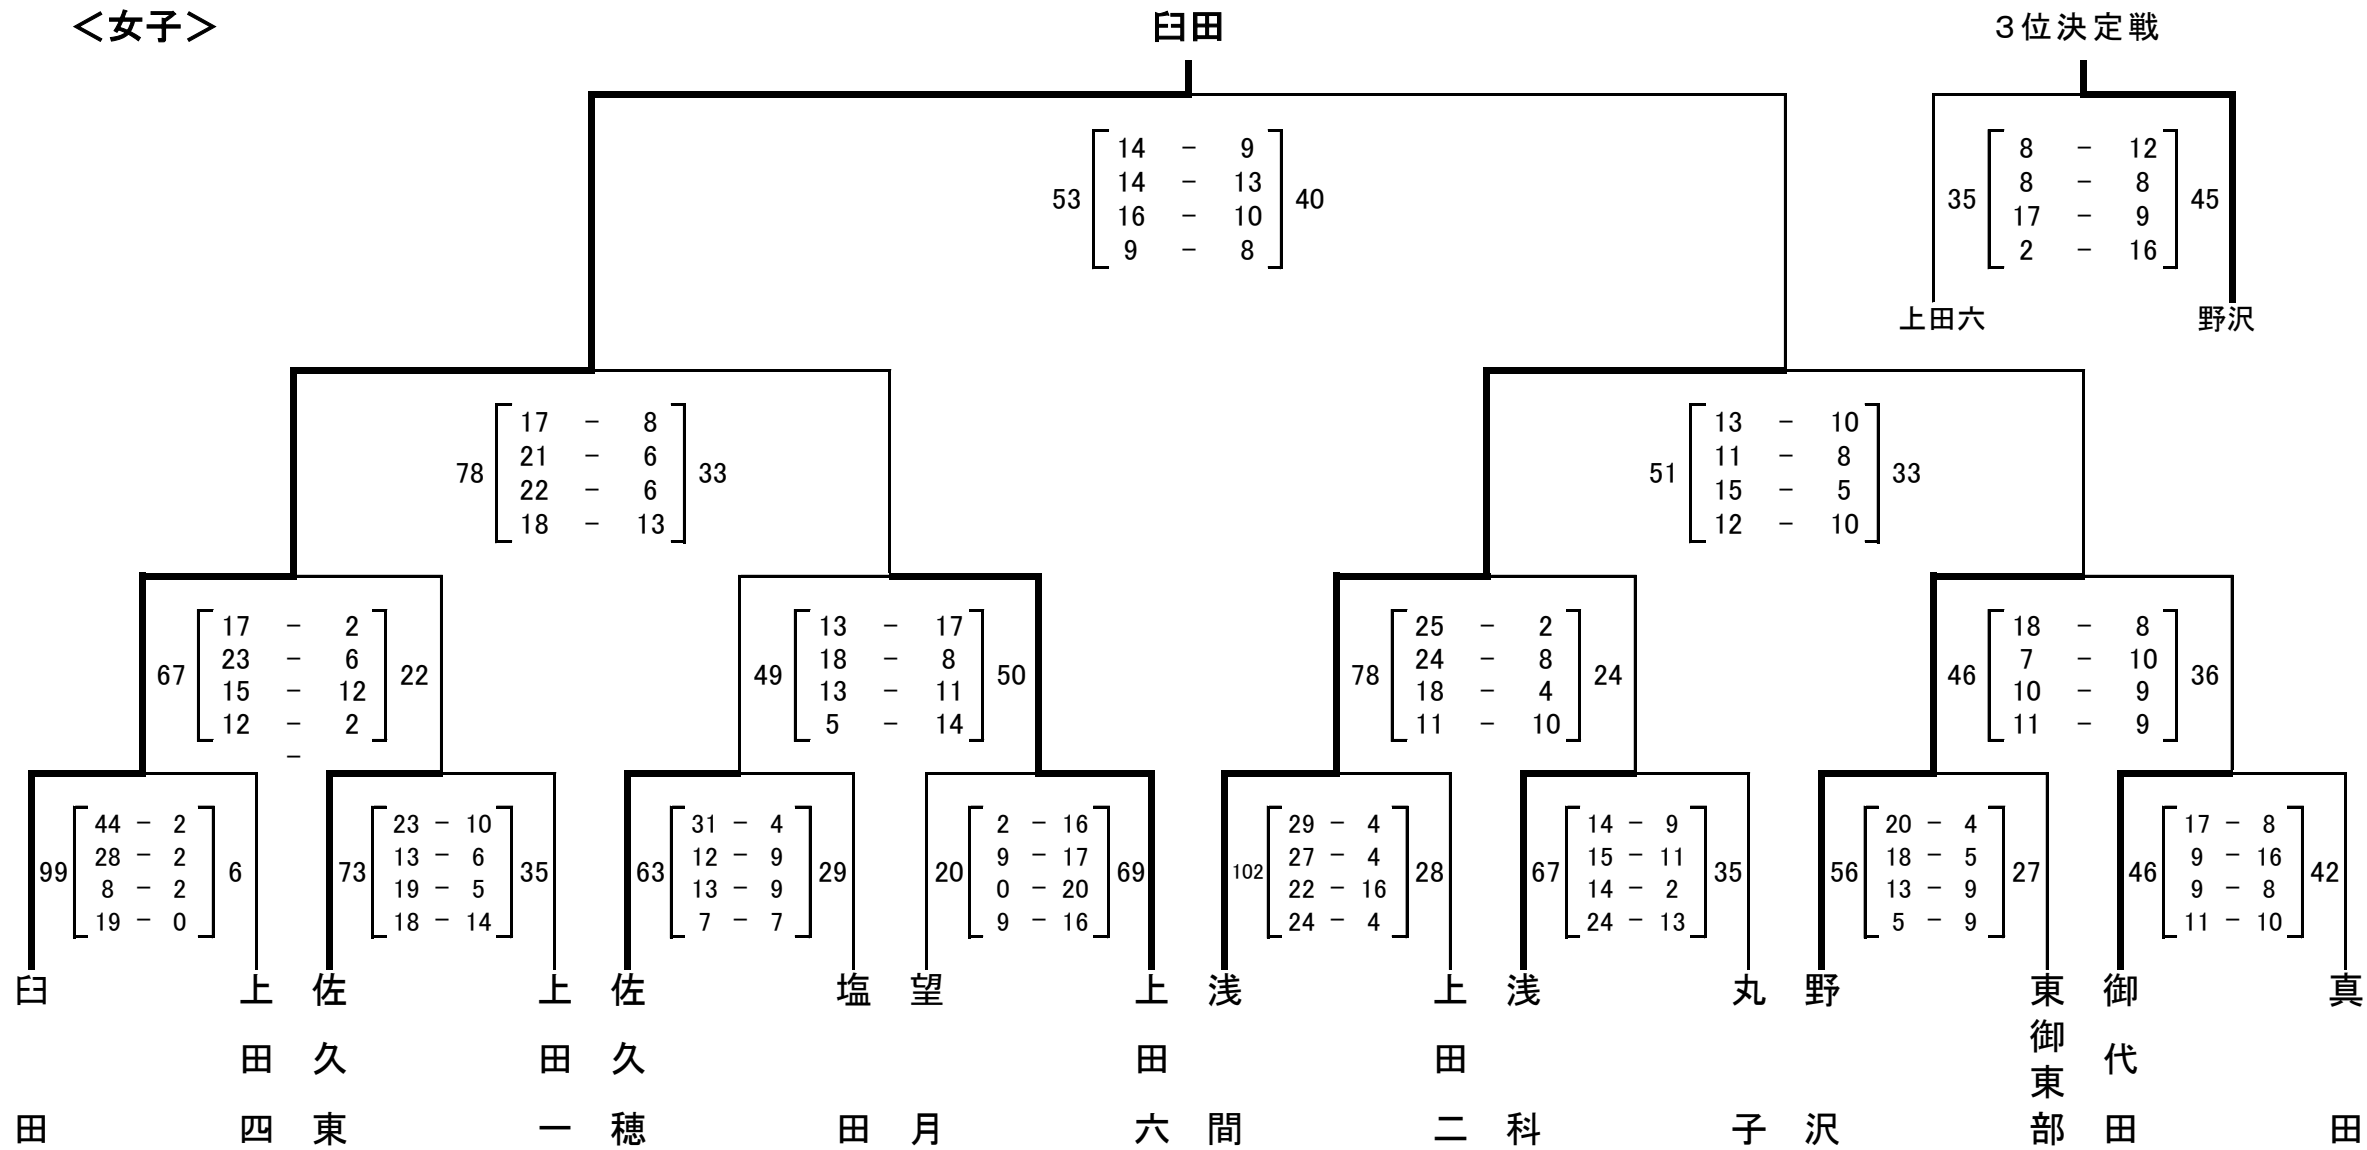 ＜女子＞ 臼田 ３位決定戦
14 － 9
14 － 13
53 40
16 － 10
9 － 8
8 － 12
8 － 8
35 45
17 － 9
2 － 16
上田六 野沢
17 － 8
21 － 6
78 33
22 － 6
18 － 13
13 － 10
11 － 8
51 33
15 － 5
12 － 10
17 － 2
23 － 6
67 22
15 － 12
12 － 2
－
13 － 17
18 － 8
49 50
13 － 11
5 － 14
25 － 2
24 － 8
78 24
18 － 4
11 － 10
18 － 8
7 － 10
46 36
10 － 9
11 － 9
44 － 2
28 － 2
99 6
8 － 2
19 － 0
23 － 10
13 － 6
73 35
19 － 5
18 － 14
31 － 4
12 － 9
63 29
13 － 9
7 － 7
2 － 16
9 － 17
20 69
0 － 20
9 － 16
29 － 4
27 － 4
102 28
22 － 16
24 － 4
14 － 9
15 － 11
67 35
14 － 2
24 － 13
20 － 4
18 － 5
56 27
13 － 9
5 － 9
17 － 8
9 － 16
46 42
9 － 8
11 － 10
臼田
上田四
佐久東
上田一
佐久穂
塩田
望月
上田六
浅間
上田二
浅科
丸子
野沢
東御東部
御代田
真田